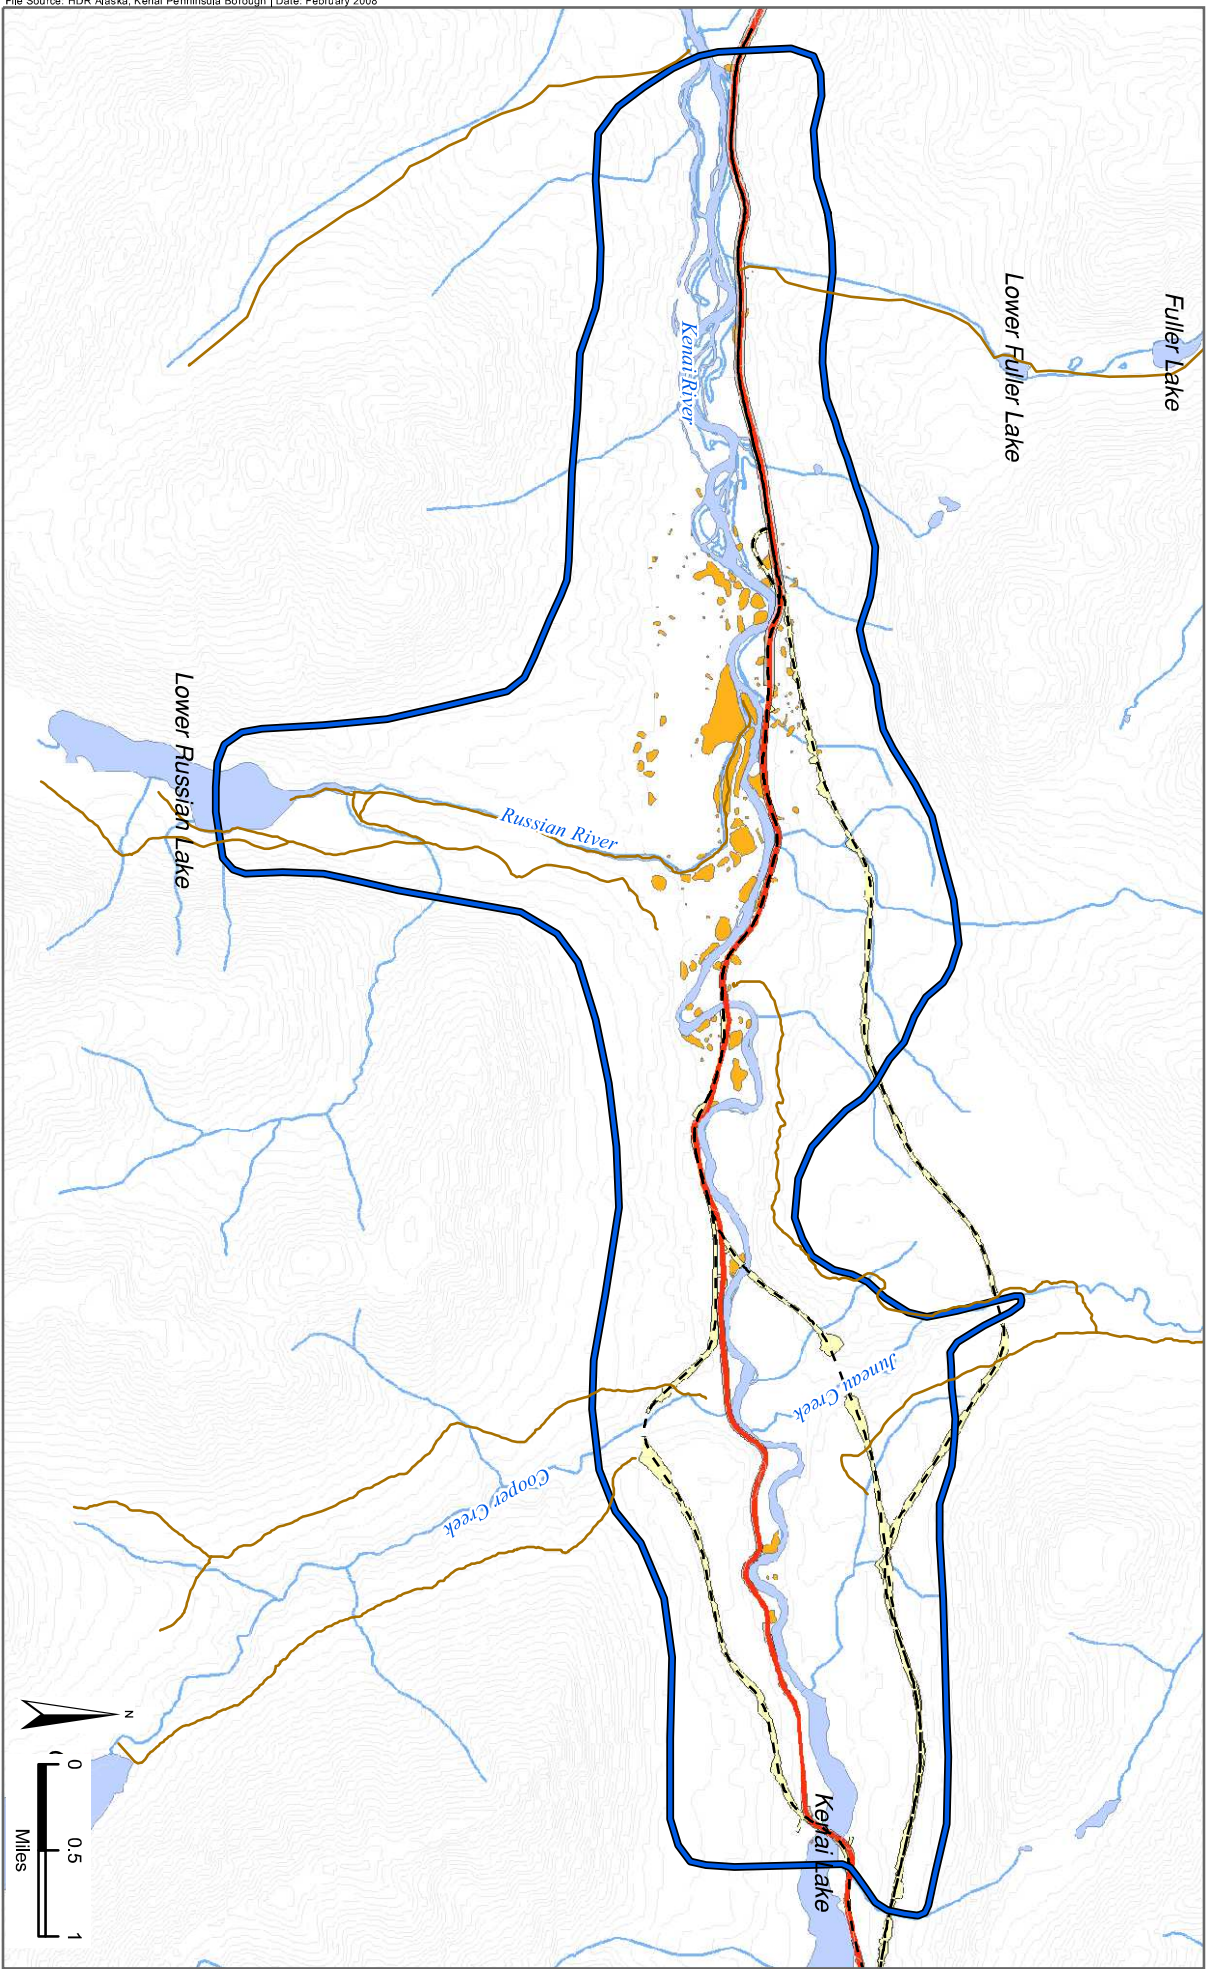 File Source: HDR Alaska, Kenai Penninsula Borough | Date: February 2008
Fuller Lake
Lower Fuller Lake
Kenai River
Lower Russian Lake
Russian River
Juneau Creek
Cooper Creek
Kenai Lake
N
0 0.5 1
Miles